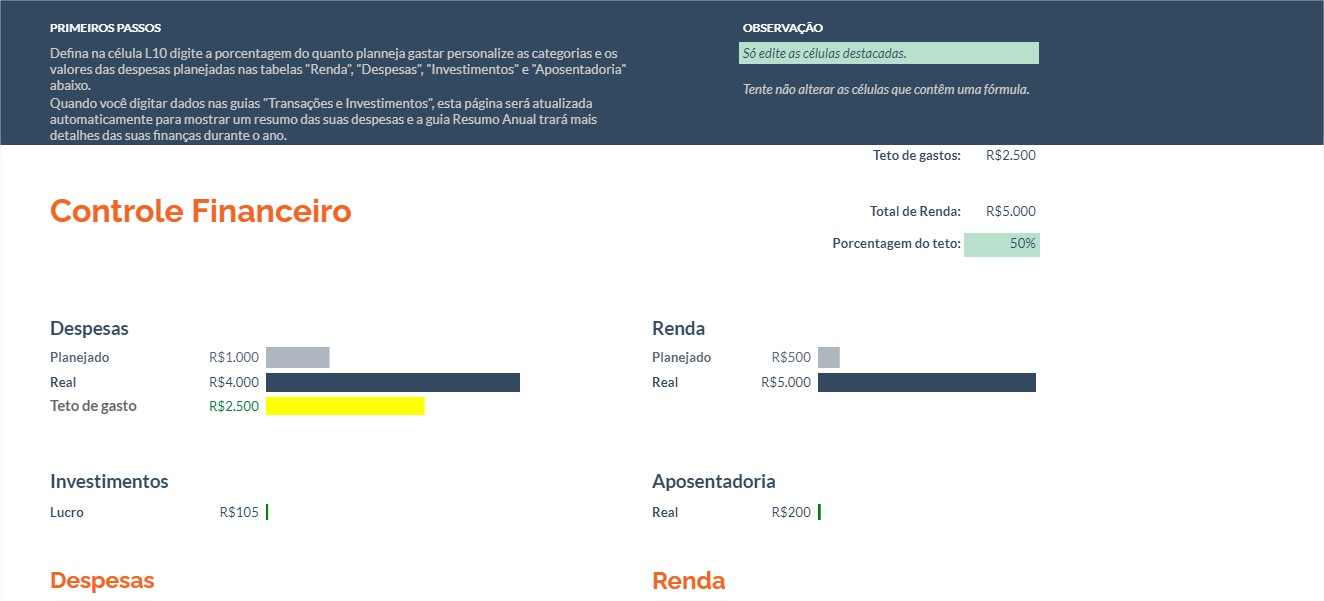 PRIMEIROS PASSOS
Defina na célula L10 digite a porcentagem do quanto planneja gastar personalize as categorias e os
valores das despesas planejadas nas tabelas "Renda", "Despesas", "Investimentos" e "Aposentadoria"
abaixo.
Quando você digitar dados nas guias "Transações e Investimentos", esta página será atualizada
automaticamente para mostrar um resumo das suas despesas e a guia Resumo Anual trará mais
detalhes das suas finanças durante o ano.
OBSERVAÇÃO
Só edite as células destacadas.
Tente não alterar as células que contêm uma fórmula.
Teto de gastos: R$2.500
Controle Financeiro
Total de Renda: R$5.000
Porcentagem do teto: 50%
Despesas
Planejado R$1.000
Real R$4.000
Teto de gasto R$2.500
Renda
Planejado R$500
Real R$5.000
Investimentos
Lucro R$105
Aposentadoria
Real R$200
Despesas
Renda